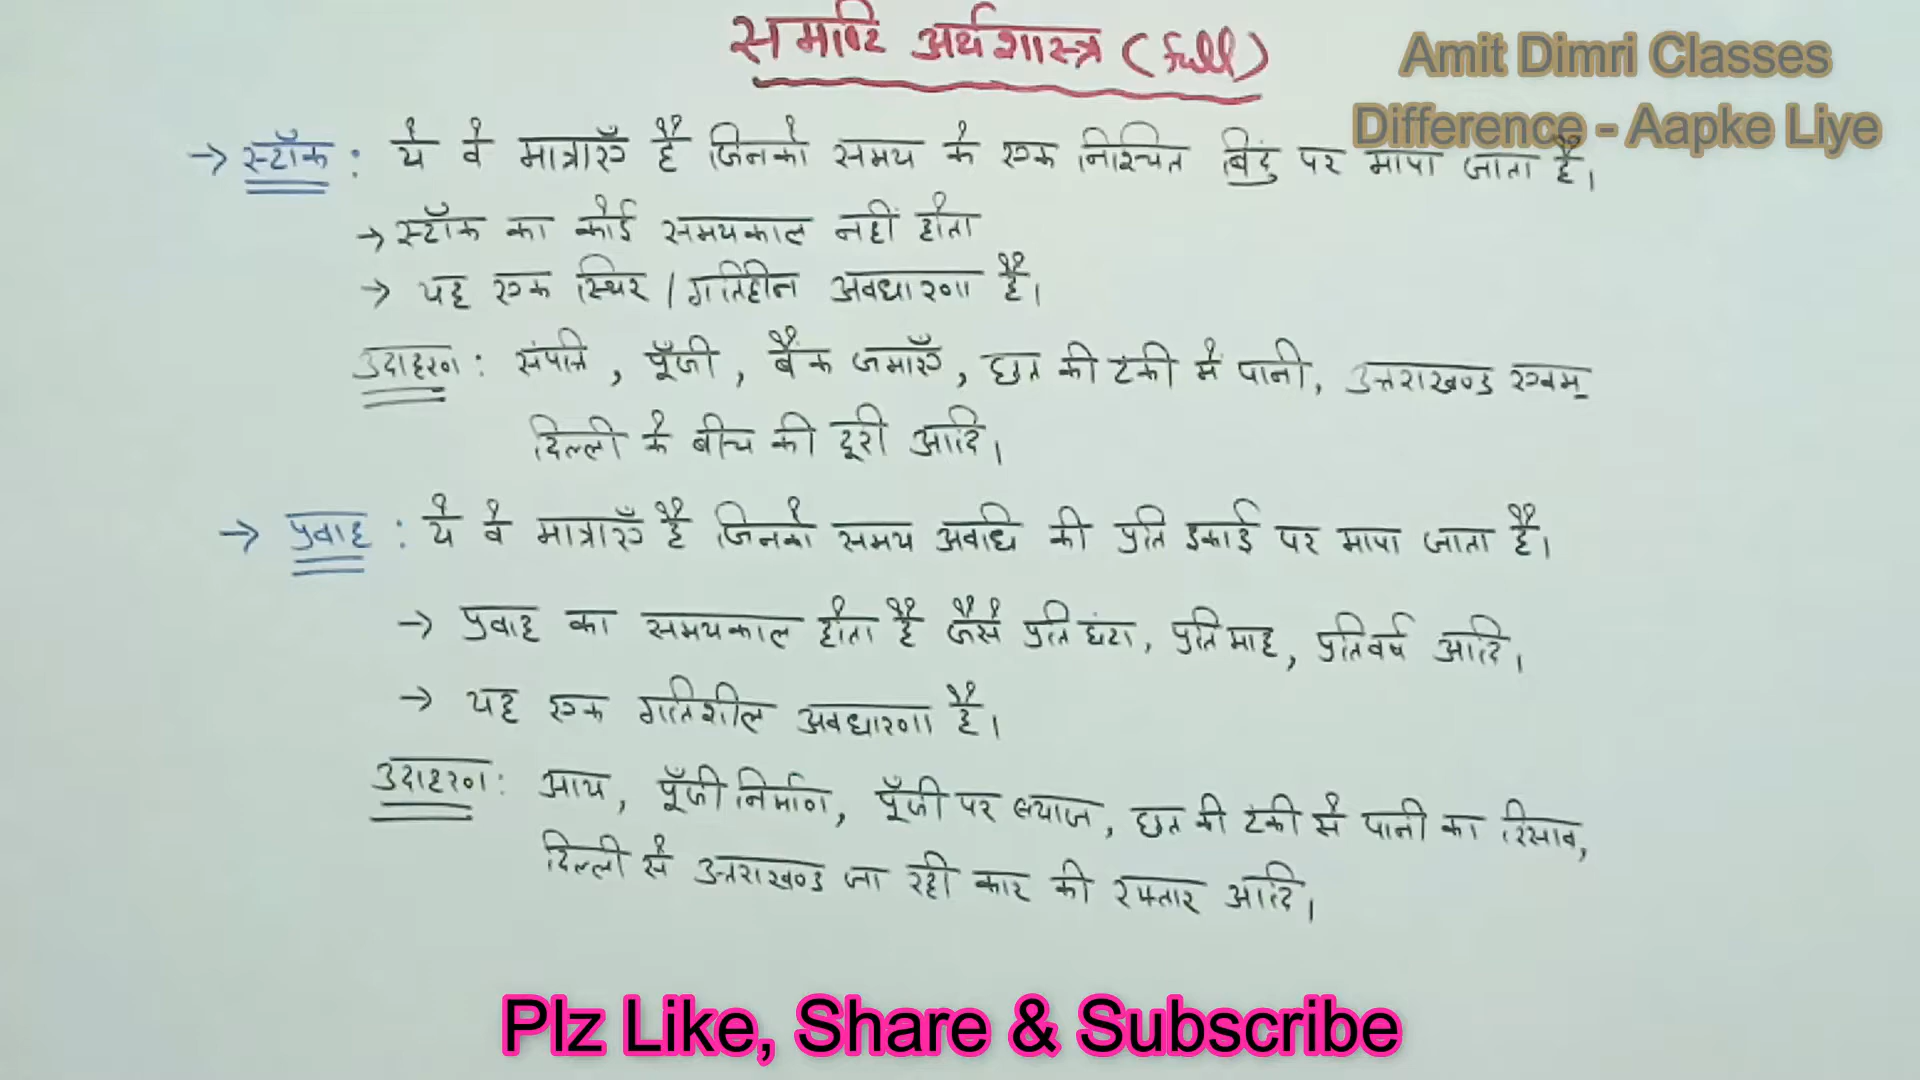 समष्टि अर्थशास्त्र (full)
Amit Dimri Classes
Difference - Aapke Liye
→ स्टॉक : ये वे मात्राएँ हैं जिनको समय के एक निश्चित बिंदु पर मापा जाता है।
→ स्टॉक का कोई समयकाल नहीं होता
→ यह एक स्थिर / गतिहीन अवधारणा है।
उदाहरण : संपत्ति, पूँजी, बैंक जमाएँ, छत की टंकी में पानी, उत्तराखण्ड एवम्
दिल्ली के बीच की दूरी आदि।
→ प्रवाह : ये वे मात्राएँ हैं जिनको समय अवधि की प्रति इकाई पर मापा जाता है।
→ प्रवाह का समयकाल होता है जैसे प्रति घंटा, प्रति माह, प्रतिवर्ष आदि।
→ यह एक गतिशील अवधारणा है।
उदाहरण : आय, पूँजी निर्माण, पूँजी पर ब्याज, छत की टंकी से पानी का रिसाव,
दिल्ली से उत्तराखण्ड जा रही कार की रफ्तार आदि।
Plz Like, Share & Subscribe